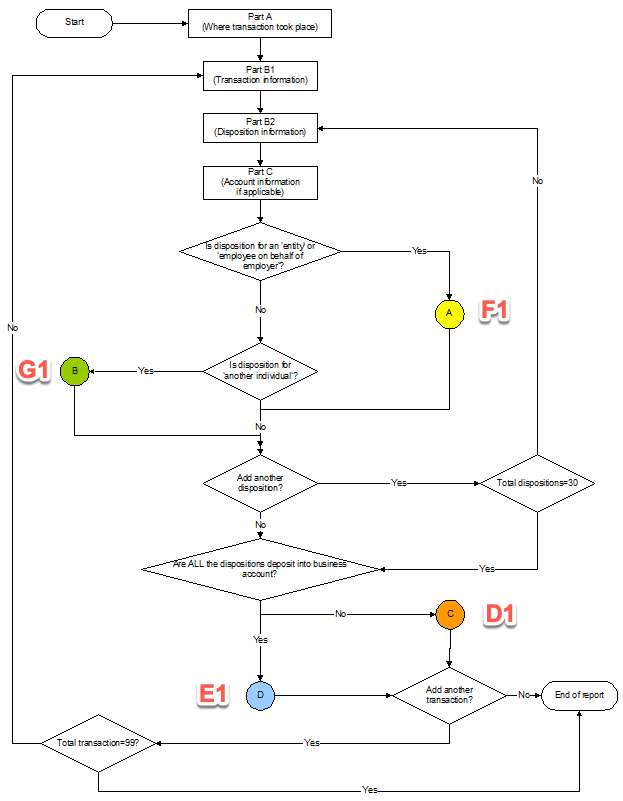 Start
Part A
(Where transaction took place)
Part B1
(Transaction information)
Part B2
(Disposition information)
No
Part C
(Account information
if applicable)
Is disposition for an 'entity' or
'employee on behalf of
employer'?
Yes
No
A
F1
No
G1
B
Yes
Is disposition for
'another individual'?
No
Add another
disposition?
Yes
Total dispositions=30
No
Are ALL the dispositions deposit into business
account?
Yes
No
C
D1
Yes
E1
D
Add another
transaction?
No
End of report
Total transaction=99?
Yes
Yes